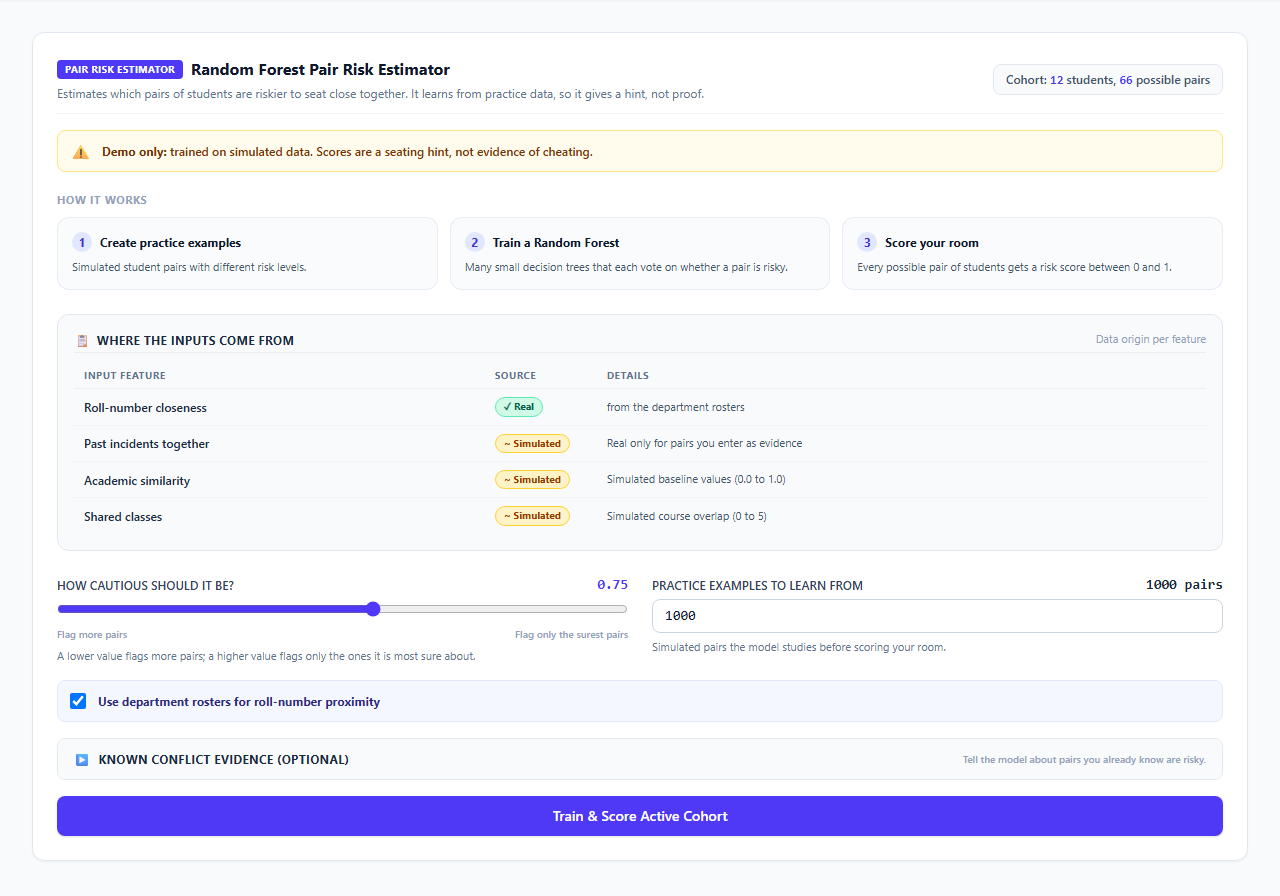 PAIR RISK ESTIMATOR Random Forest Pair Risk Estimator
Estimates which pairs of students are riskier to seat close together. It learns from practice data, so it gives a hint, not proof.
Cohort: 12 students, 66 possible pairs
Demo only: trained on simulated data. Scores are a seating hint, not evidence of cheating.
HOW IT WORKS
1 Create practice examples
Simulated student pairs with different risk levels.
2 Train a Random Forest
Many small decision trees that each vote on whether a pair is risky.
3 Score your room
Every possible pair of students gets a risk score between 0 and 1.
WHERE THE INPUTS COME FROM
Data origin per feature
INPUT FEATURE SOURCE DETAILS
Roll-number closeness ✓ Real from the department rosters
Past incidents together ~ Simulated Real only for pairs you enter as evidence
Academic similarity ~ Simulated Simulated baseline values (0.0 to 1.0)
Shared classes ~ Simulated Simulated course overlap (0 to 5)
HOW CAUTIOUS SHOULD IT BE? 0.75
Flag more pairs Flag only the surest pairs
A lower value flags more pairs; a higher value flags only the ones it is most sure about.
PRACTICE EXAMPLES TO LEARN FROM 1000 pairs
1000
Simulated pairs the model studies before scoring your room.
Use department rosters for roll-number proximity
KNOWN CONFLICT EVIDENCE (OPTIONAL) Tell the model about pairs you already know are risky.
Train & Score Active Cohort